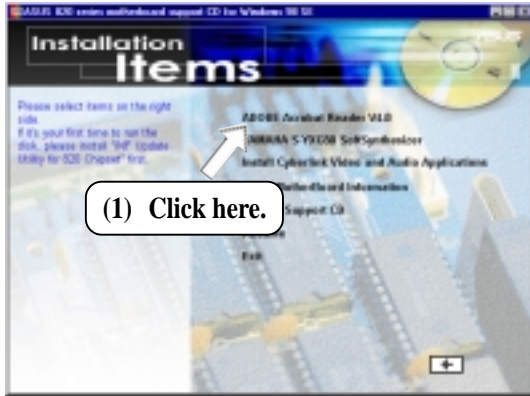 ASUS 820 series motherboard support CD for Windows 98 SE
ASUS
Installation
Items
Please select items on the right
side.
If it's your first time to run the
disk, please install "INF Update
Utility for 820 Chipset" first.
ADOBE Acrobat Reader V4.0
YAMAHA S-YXG50 SoftSynthesizer
Install Cyberlink Video and Audio Applications
MotherBoard Information
Support CD
(1) Click here.
Exit